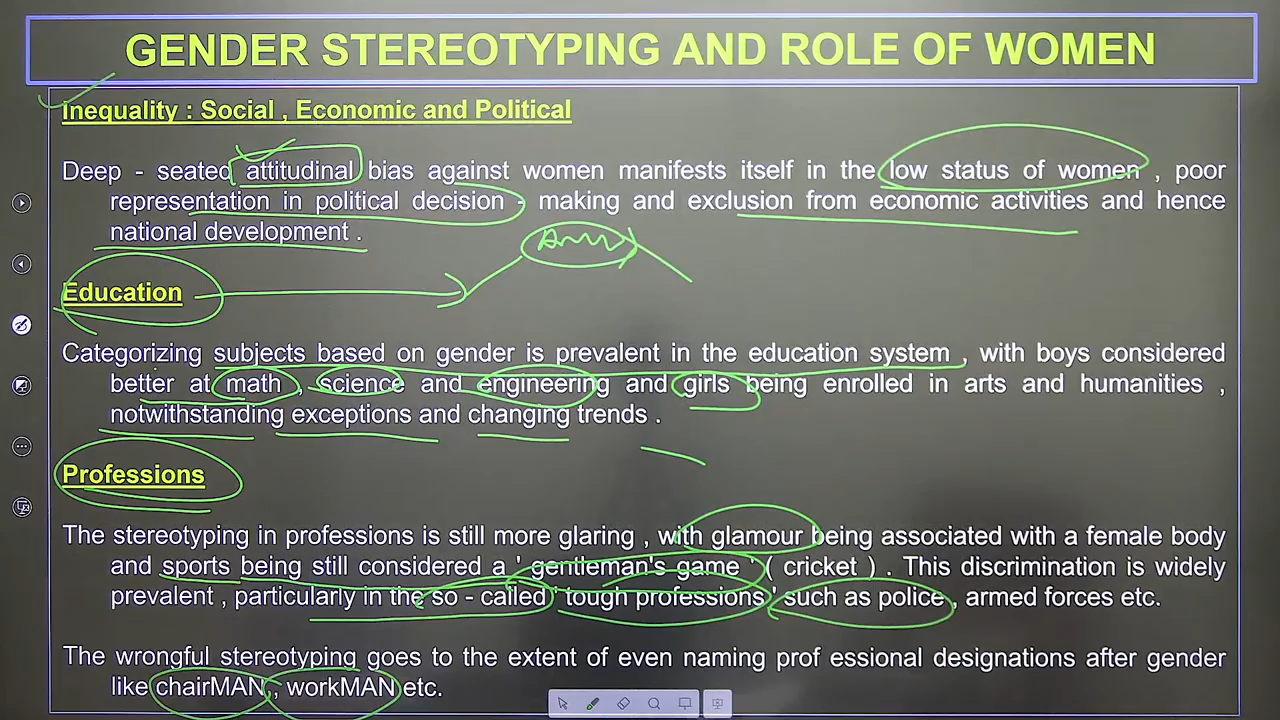 GENDER STEREOTYPING AND ROLE OF WOMEN
Inequality : Social , Economic and Political
Deep - seated attitudinal bias against women manifests itself in the low status of women , poor
representation in political decision - making and exclusion from economic activities and hence
national development .
Education
Categorizing subjects based on gender is prevalent in the education system , with boys considered
better at math , science and engineering and girls being enrolled in arts and humanities ,
notwithstanding exceptions and changing trends .
Professions
The stereotyping in professions is still more glaring , with glamour being associated with a female body
and sports being still considered a ' gentleman's game ' ( cricket ) . This discrimination is widely
prevalent , particularly in the so - called ' tough professions ' such as police , armed forces etc.
The wrongful stereotyping goes to the extent of even naming prof essional designations after gender
like chairMAN , workMAN etc.